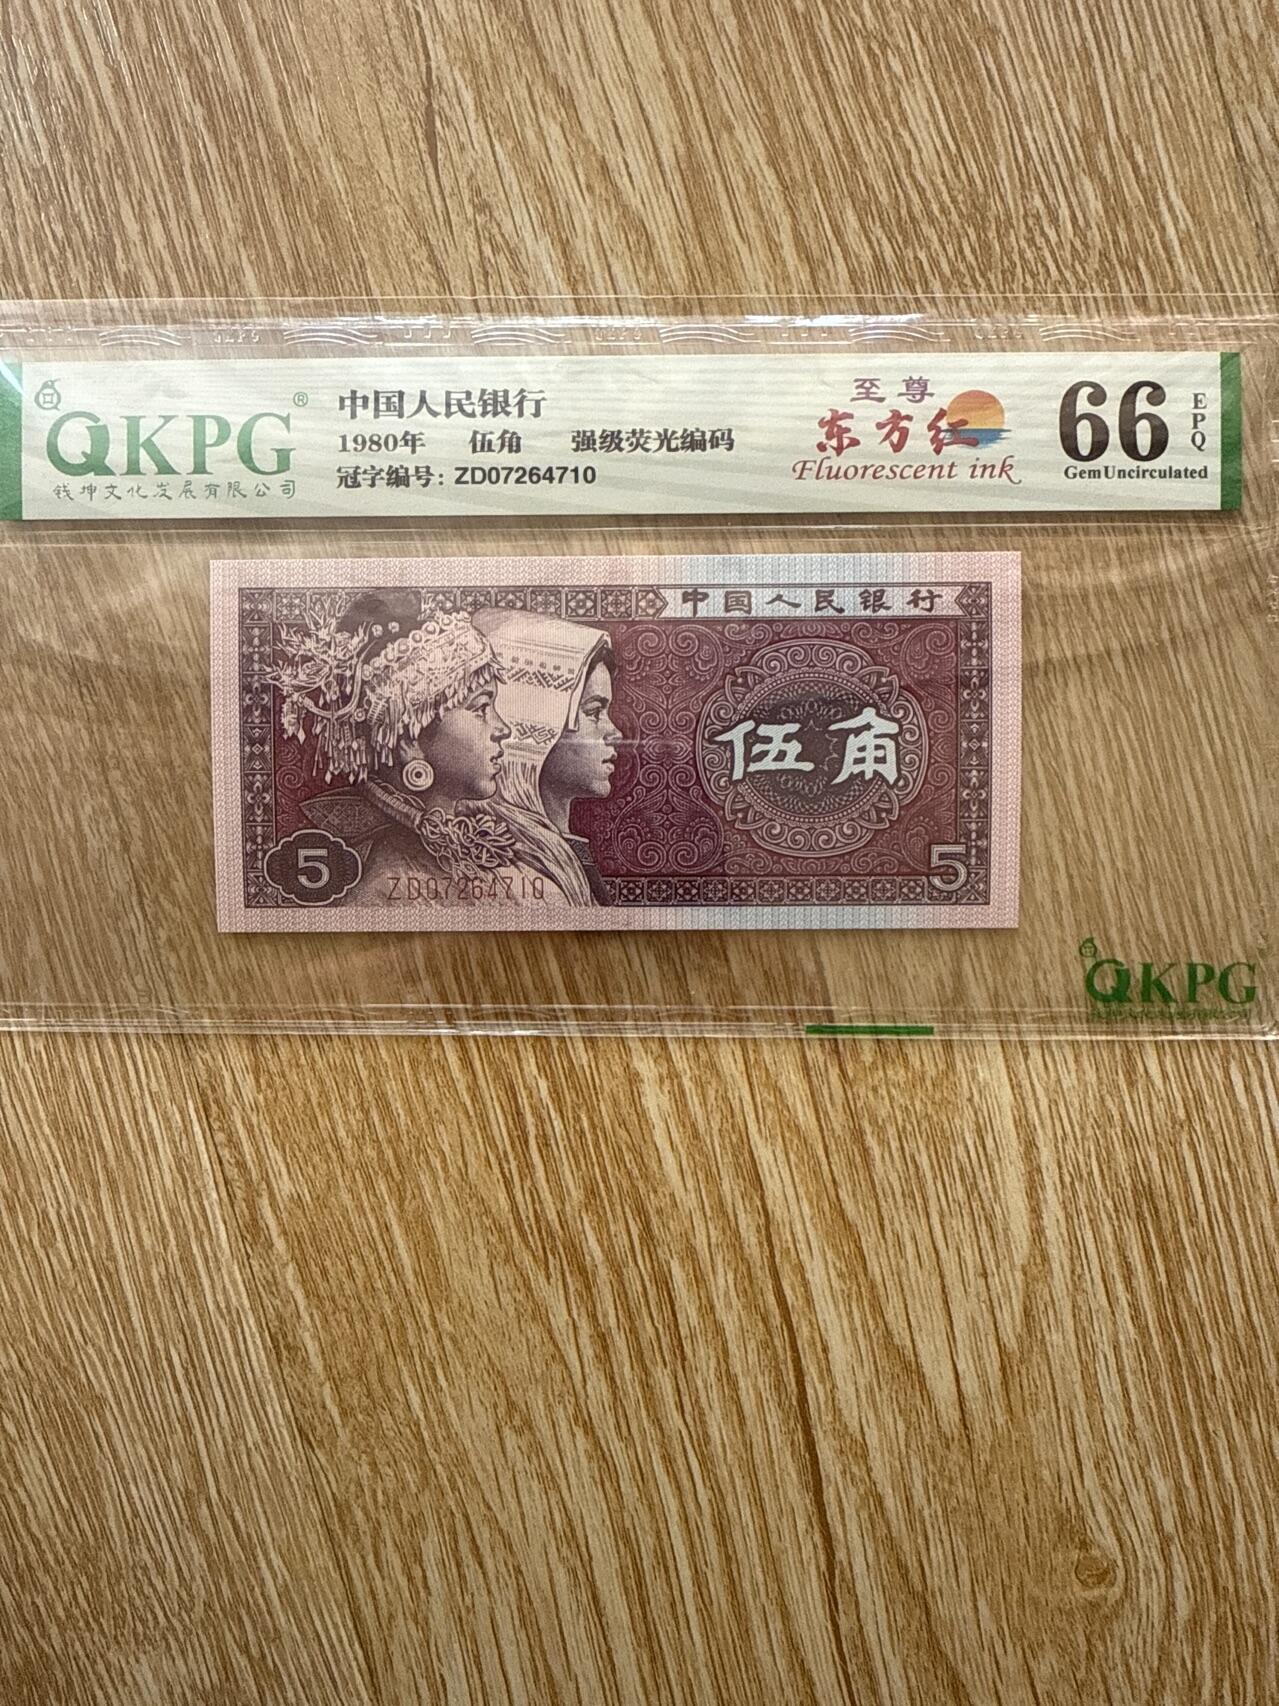 QKPG®
钱坤文化发展有限公司
中国人民银行
1980年 伍角 强级荧光编码
冠字编号: ZD07264710
至尊
东方红
Fluorescent ink
66
EPQ
Gem Uncirculated
中国人民银行
伍角
5
ZD07264710
5
QKPG